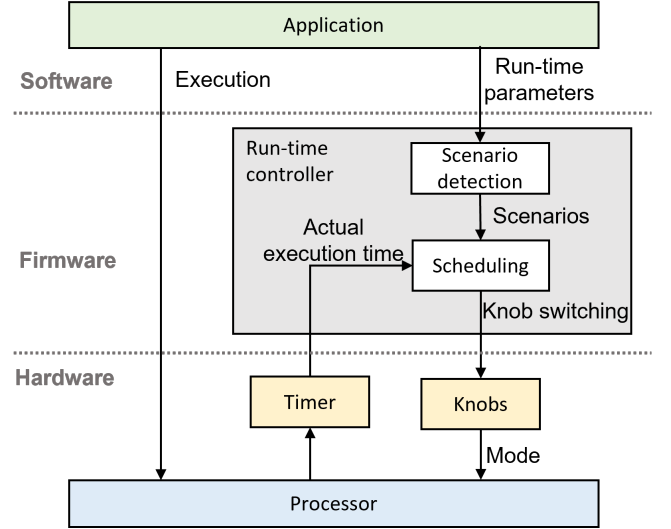 Application
Software
Execution
Run-time
parameters
Run-time
controller
Scenario
detection
Scenarios
Actual
execution time
Firmware
Scheduling
Knob switching
Hardware
Timer
Knobs
Mode
Processor